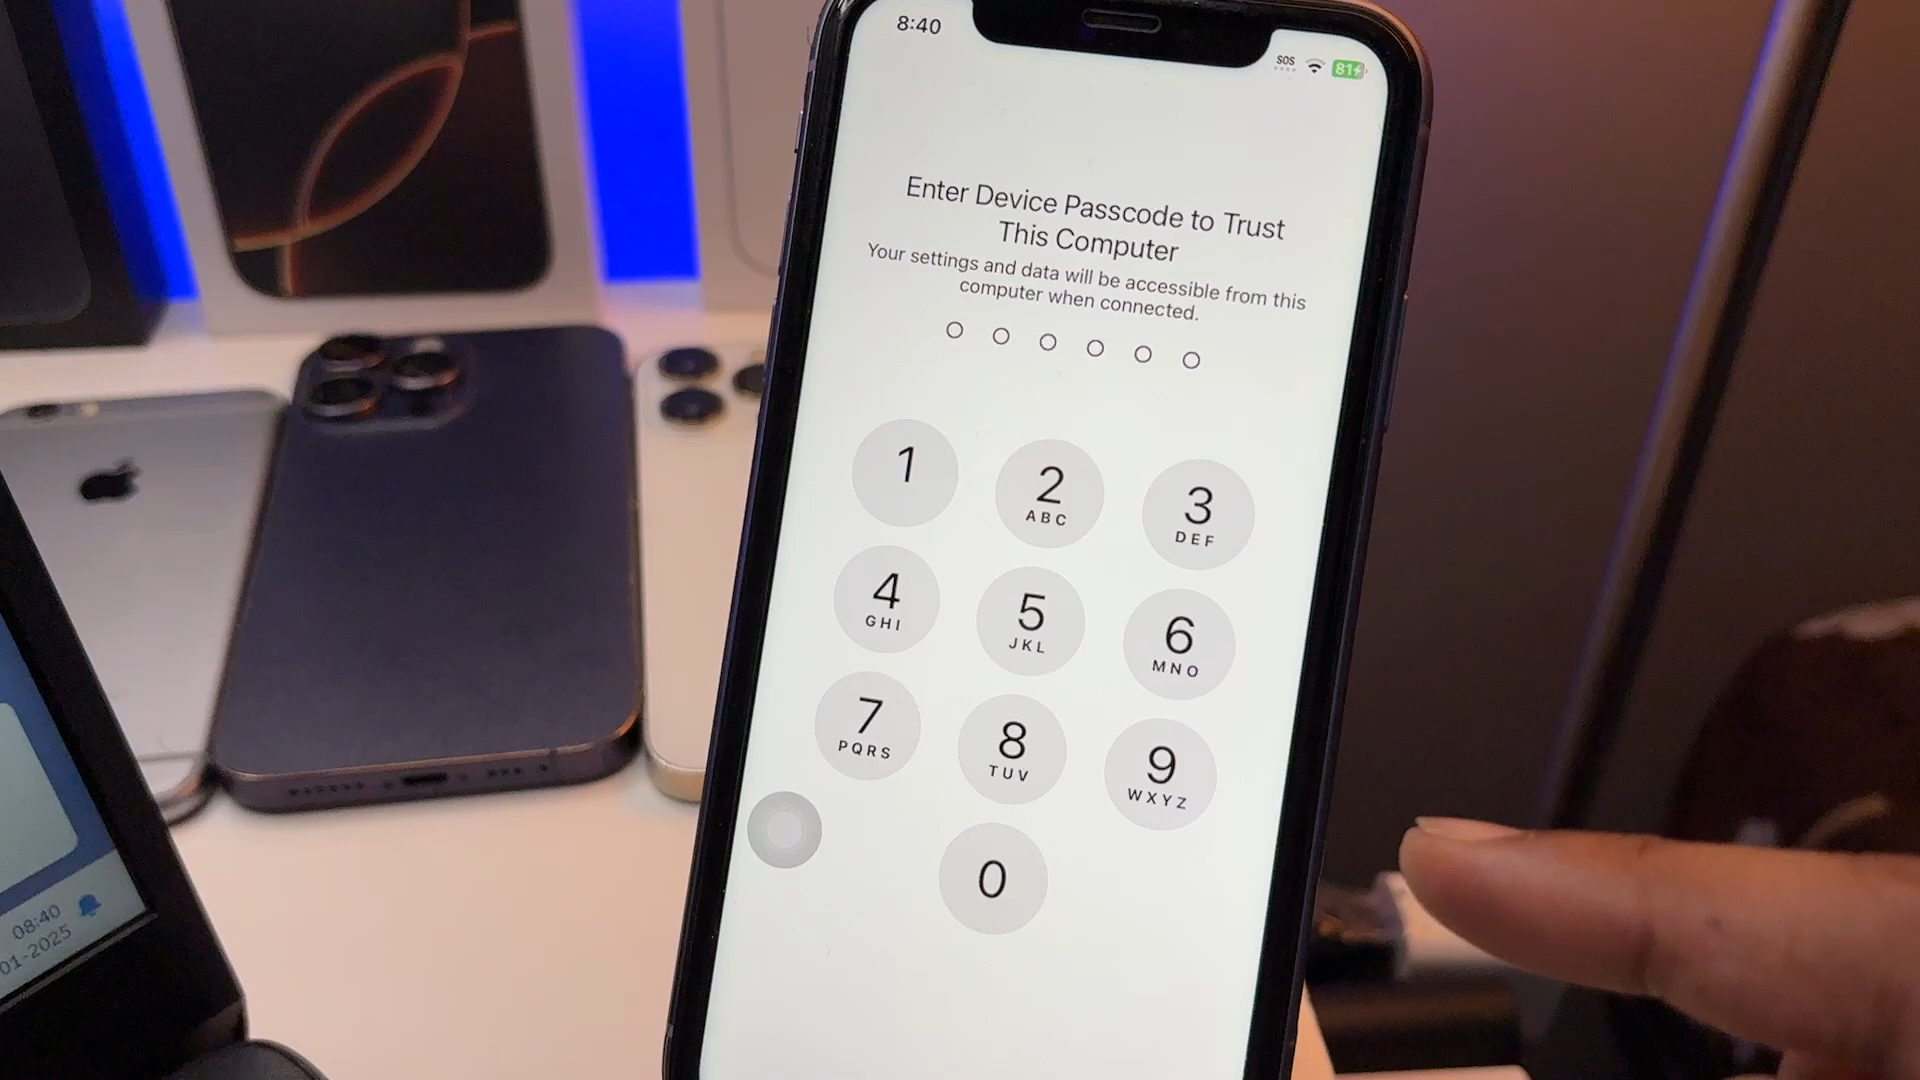 8:40
SOS
81
Enter Device Passcode to Trust
This Computer
Your settings and data will be accessible from this
computer when connected.
1
2
ABC
3
DEF
4
GHI
5
JKL
6
MNO
7
PQRS
8
TUV
9
WXYZ
0
08:40
01-2025